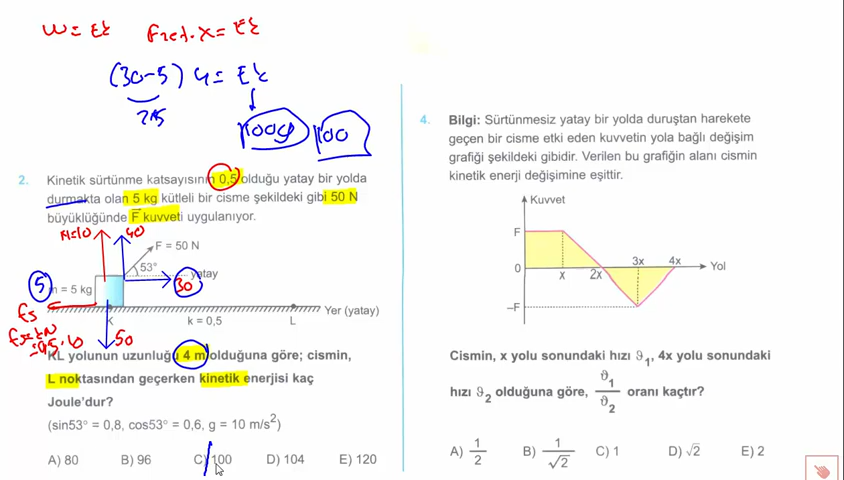 W = Ek Fnet. x = Ek
(30-5) 4 = Ek
25
100J 100
2. Kinetik sürtünme katsayısının 0,5 olduğu yatay bir yolda
durmakta olan 5 kg kütleli bir cisme şekildeki gibi 50 N
büyüklüğünde F kuvveti uygulanıyor.
N=10 40
F = 50 N
53° yatay
30
5 m = 5 kg
fs
K k = 0,5 L Yer (yatay)
fs=kN
=0,5.10
50
KL yolunun uzunluğu 4 m olduğuna göre; cismin,
L noktasından geçerken kinetik enerjisi kaç
Joule'dur?
(sin53° = 0,8, cos53° = 0,6, g = 10 m/s²)
A) 80 B) 96 C) 100 D) 104 E) 120
4. Bilgi: Sürtünmesiz yatay bir yolda duruştan harekete
geçen bir cisme etki eden kuvvetin yola bağlı değişim
grafiği şekildeki gibidir. Verilen bu grafiğin alanı cismin
kinetik enerji değişimine eşittir.
Kuvvet
F
0 x 2x 3x 4x Yol
–F
Cismin, x yolu sonundaki hızı ϑ₁, 4x yolu sonundaki
hızı ϑ₂ olduğuna göre, ϑ₁/ϑ₂ oranı kaçtır?
A) 1/2 B) 1/√2 C) 1 D) √2 E) 2